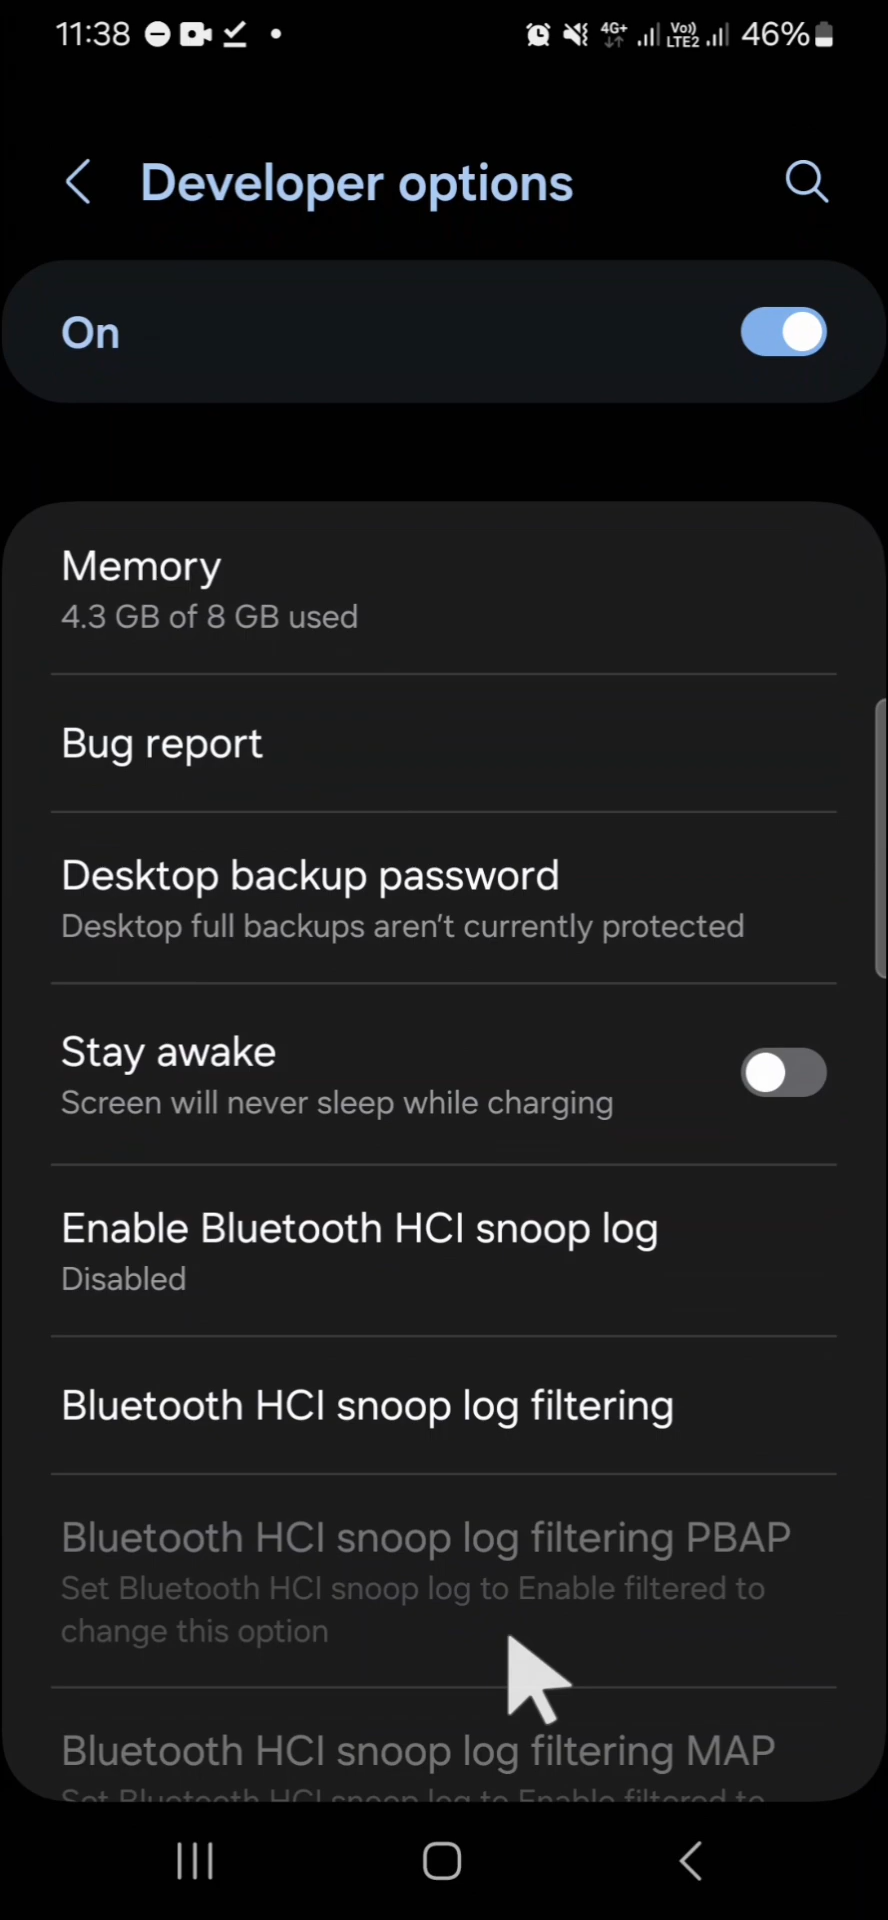 11:38
4G+ Vo)) LTE2 46%
Developer options
On
Memory
4.3 GB of 8 GB used
Bug report
Desktop backup password
Desktop full backups aren't currently protected
Stay awake
Screen will never sleep while charging
Enable Bluetooth HCI snoop log
Disabled
Bluetooth HCI snoop log filtering
Bluetooth HCI snoop log filtering PBAP
Set Bluetooth HCI snoop log to Enable filtered to
change this option
Bluetooth HCI snoop log filtering MAP
Set Bluetooth HCI snoop log to Enable filtered to